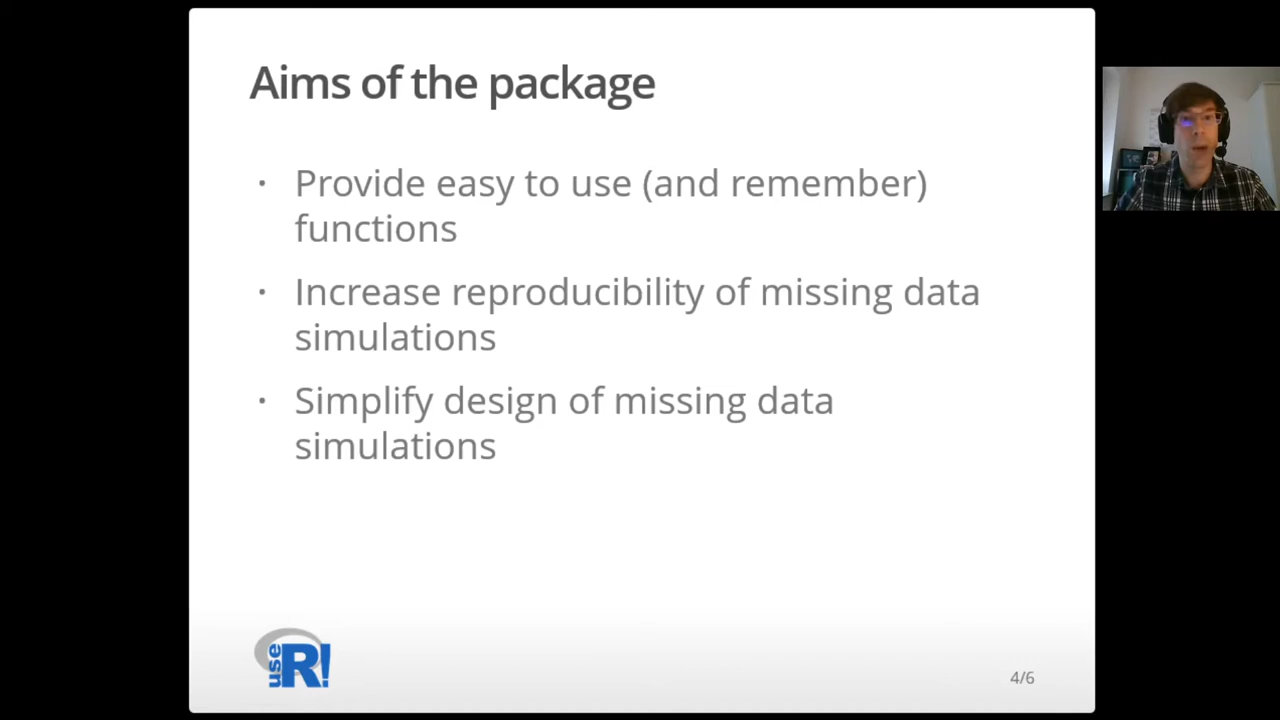 Aims of the package
· Provide easy to use (and remember)
functions
· Increase reproducibility of missing data
simulations
· Simplify design of missing data
simulations
use R!
4/6